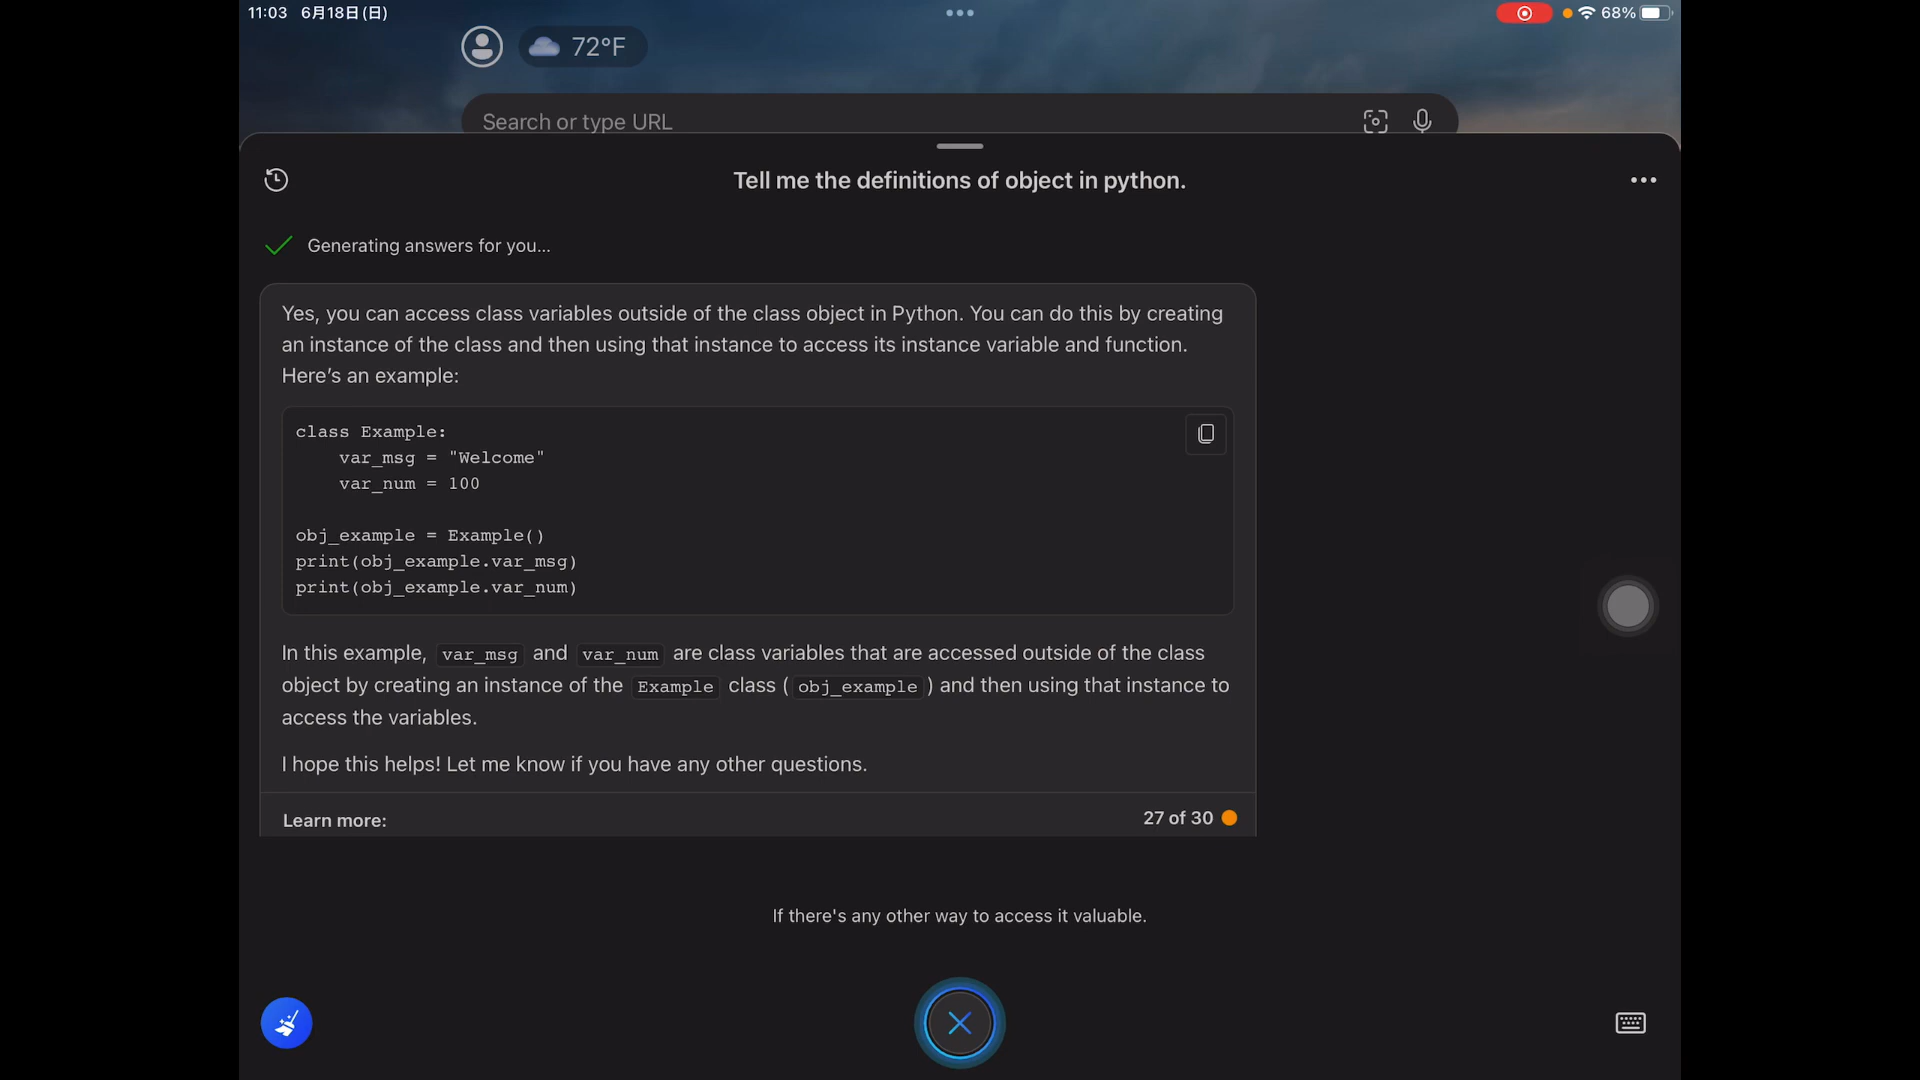 11:03 6月18日(日)
68%
72°F
Search or type URL
Tell me the definitions of object in python.
Generating answers for you...
Yes, you can access class variables outside of the class object in Python. You can do this by creating
an instance of the class and then using that instance to access its instance variable and function.
Here’s an example:
class Example:
    var_msg = "Welcome"
    var_num = 100
obj_example = Example()
print(obj_example.var_msg)
print(obj_example.var_num)
In this example, var_msg and var_num are class variables that are accessed outside of the class
object by creating an instance of the Example class ( obj_example ) and then using that instance to
access the variables.
I hope this helps! Let me know if you have any other questions.
Learn more:
27 of 30
If there's any other way to access it valuable.